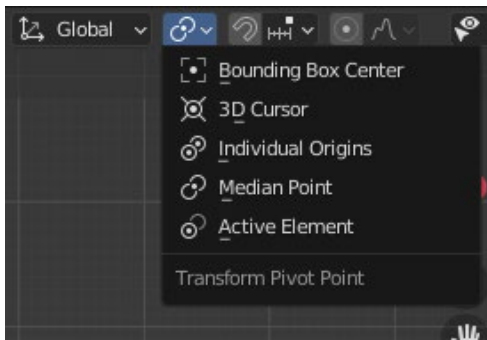 Global
Bounding Box Center
3D Cursor
Individual Origins
Median Point
Active Element
Transform Pivot Point